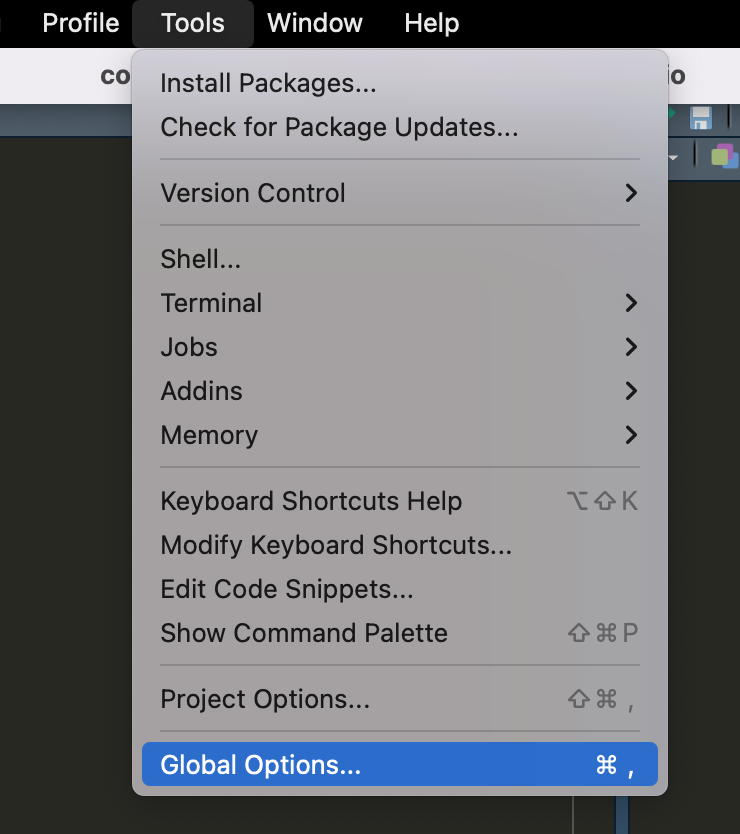 Profile Tools Window Help
co
io
Install Packages...
Check for Package Updates...
Version Control
Shell...
Terminal
Jobs
Addins
Memory
Keyboard Shortcuts Help ⌥⇧K
Modify Keyboard Shortcuts...
Edit Code Snippets...
Show Command Palette ⇧⌘P
Project Options... ⇧⌘,
Global Options... ⌘,